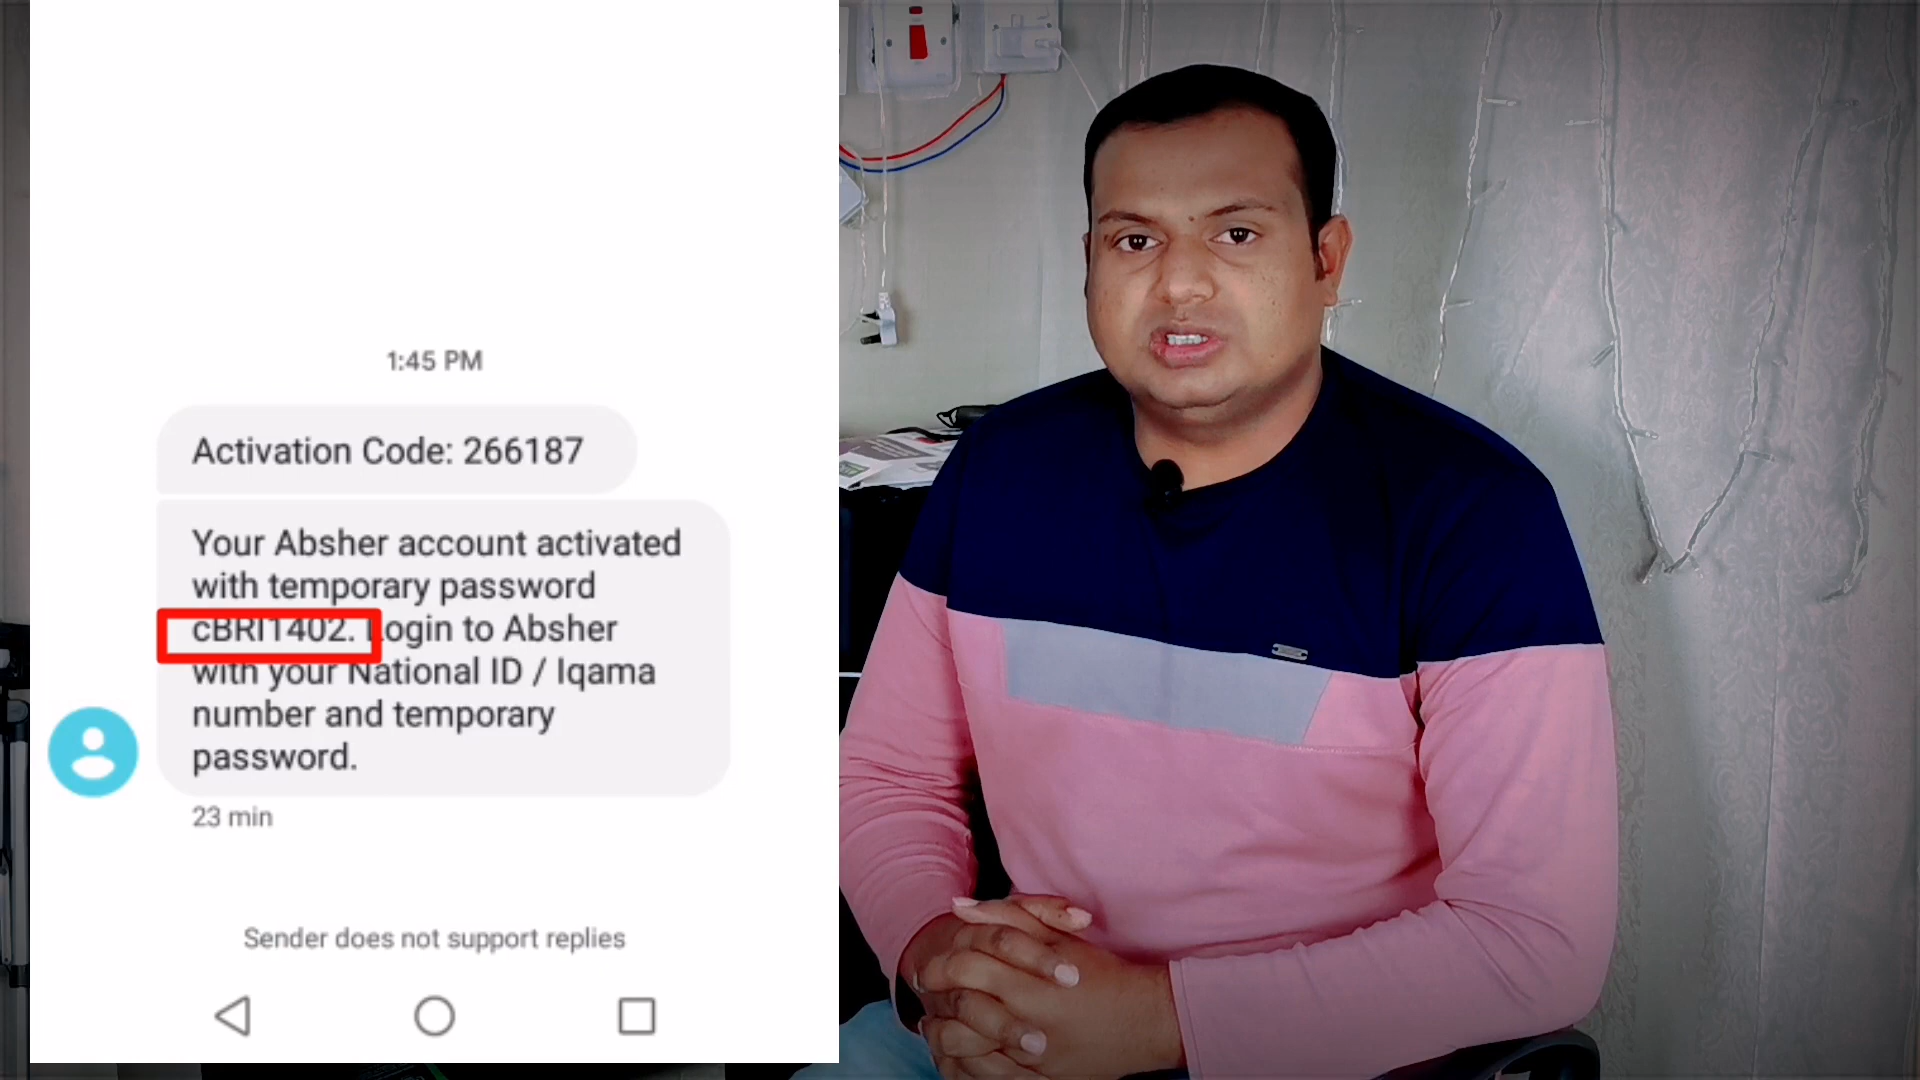 1:45 PM
Activation Code: 266187
Your Absher account activated
with temporary password
cBRI1402. Login to Absher
with your National ID / Iqama
number and temporary
password.
23 min
Sender does not support replies